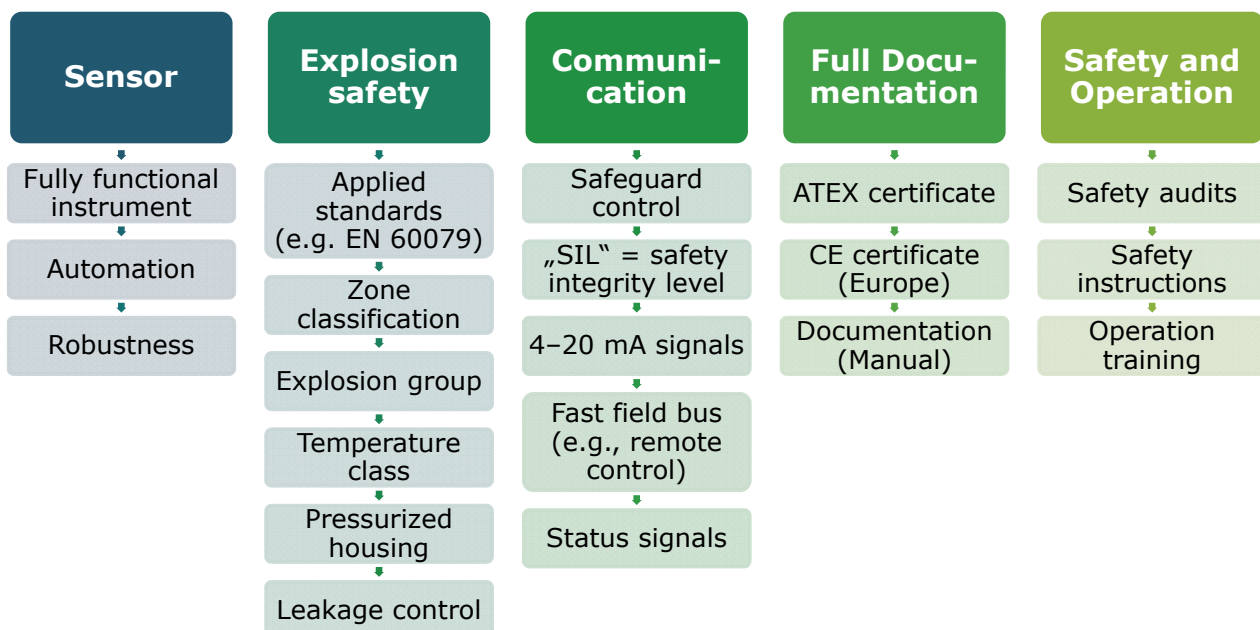 Sensor
Fully functional
instrument
Automation
Robustness
Explosion
safety
Applied
standards
(e.g. EN 60079)
Zone
classification
Explosion group
Temperature
class
Pressurized
housing
Leakage control
Communi-
cation
Safeguard
control
„SIL‟ = safety
integrity level
4–20 mA signals
Fast field bus
(e.g., remote
control)
Status signals
Full Docu-
mentation
ATEX certificate
CE certificate
(Europe)
Documentation
(Manual)
Safety and
Operation
Safety audits
Safety
instructions
Operation
training